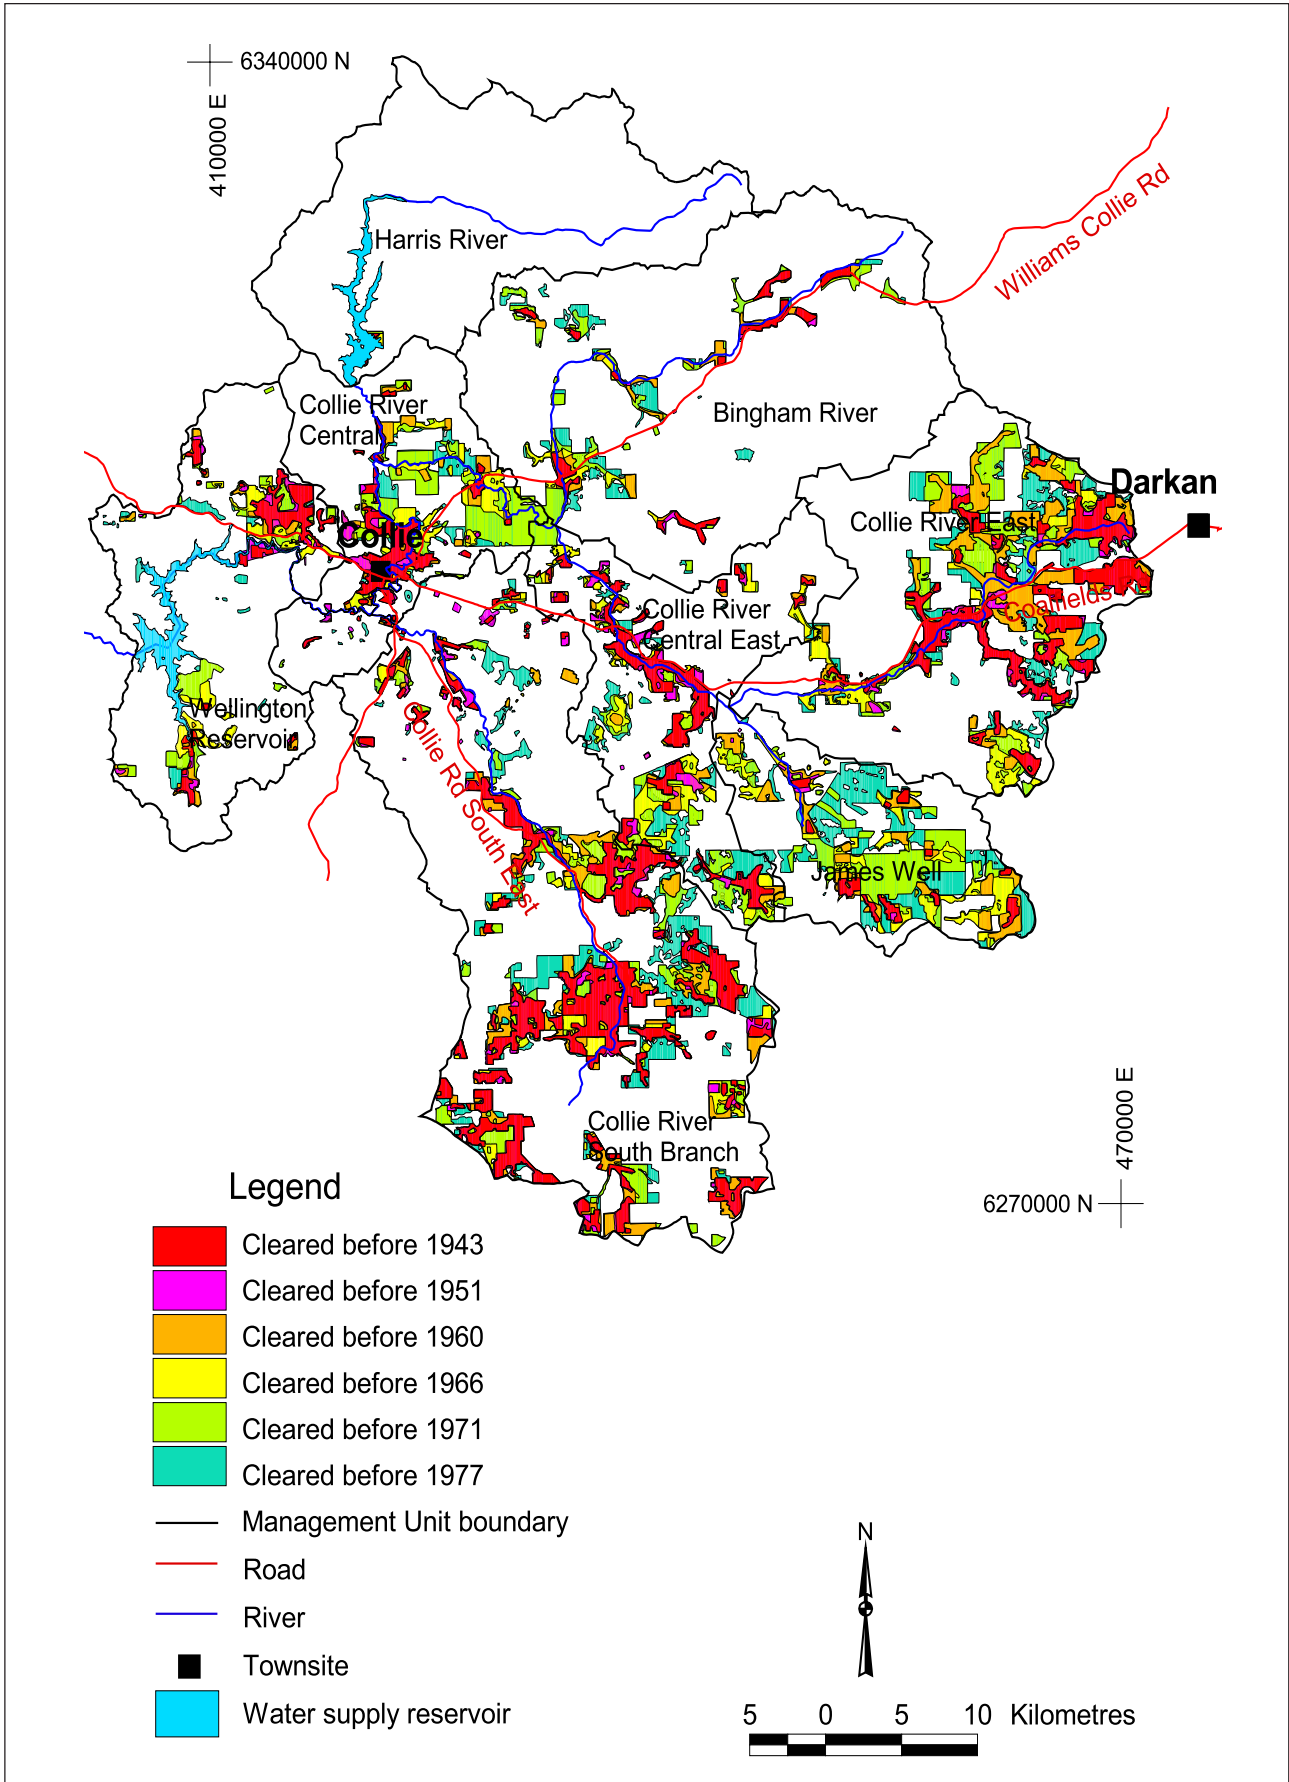 6340000 N
410000 E
Williams Collie Rd
Harris River
Collie River
Central
Bingham River
Darkan
Collie River East
Collie
Coalfields
Collie River
Central East
Wellington
Reservoir
Collie Rd South East
James Well
Collie River
South Branch
470000 E
6270000 N
Legend
Cleared before 1943
Cleared before 1951
Cleared before 1960
Cleared before 1966
Cleared before 1971
Cleared before 1977
Management Unit boundary
Road
River
Townsite
Water supply reservoir
N
5 0 5 10 Kilometres